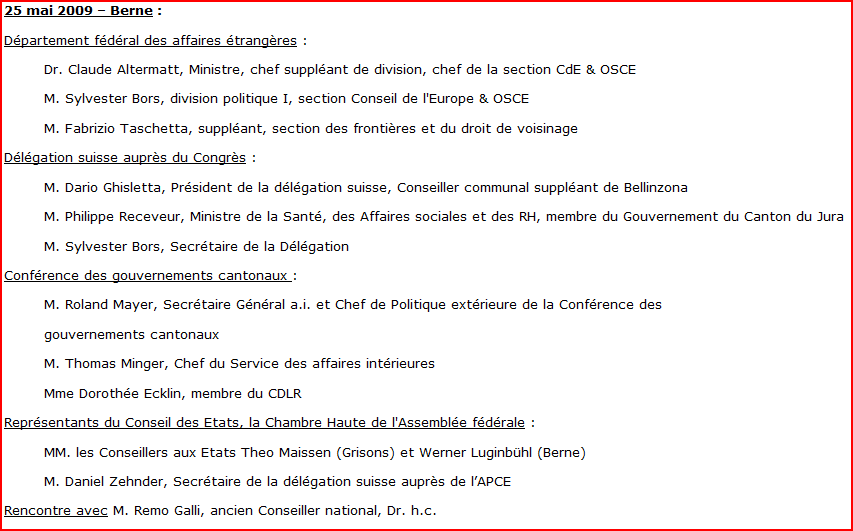 25 mai 2009 – Berne :
Département fédéral des affaires étrangères :
Dr. Claude Altermatt, Ministre, chef suppléant de division, chef de la section CdE & OSCE
M. Sylvester Bors, division politique I, section Conseil de l'Europe & OSCE
M. Fabrizio Taschetta, suppléant, section des frontières et du droit de voisinage
Délégation suisse auprès du Congrès :
M. Dario Ghisletta, Président de la délégation suisse, Conseiller communal suppléant de Bellinzona
M. Philippe Receveur, Ministre de la Santé, des Affaires sociales et des RH, membre du Gouvernement du Canton du Jura
M. Sylvester Bors, Secrétaire de la Délégation
Conférence des gouvernements cantonaux :
M. Roland Mayer, Secrétaire Général a.i. et Chef de Politique extérieure de la Conférence des
gouvernements cantonaux
M. Thomas Minger, Chef du Service des affaires intérieures
Mme Dorothée Ecklin, membre du CDLR
Représentants du Conseil des Etats, la Chambre Haute de l'Assemblée fédérale :
MM. les Conseillers aux Etats Theo Maissen (Grisons) et Werner Luginbühl (Berne)
M. Daniel Zehnder, Secrétaire de la délégation suisse auprès de l’APCE
Rencontre avec M. Remo Galli, ancien Conseiller national, Dr. h.c.